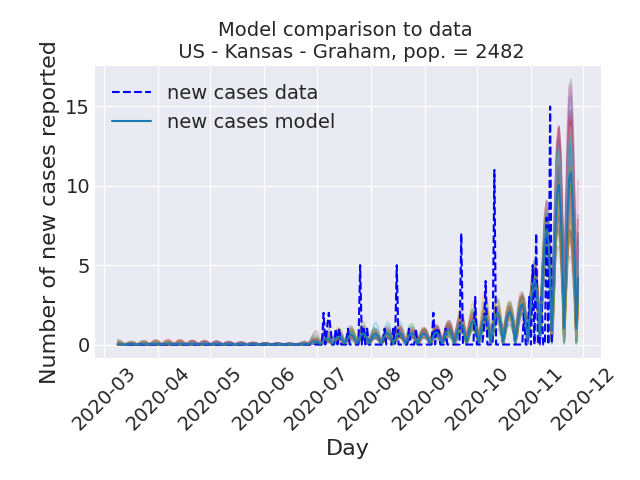 Model comparison to data
US - Kansas - Graham, pop. = 2482
Number of new cases reported
new cases data
new cases model
15
10
5
0
2020-03
2020-04
2020-05
2020-06
2020-07
2020-08
2020-09
2020-10
2020-11
2020-12
Day